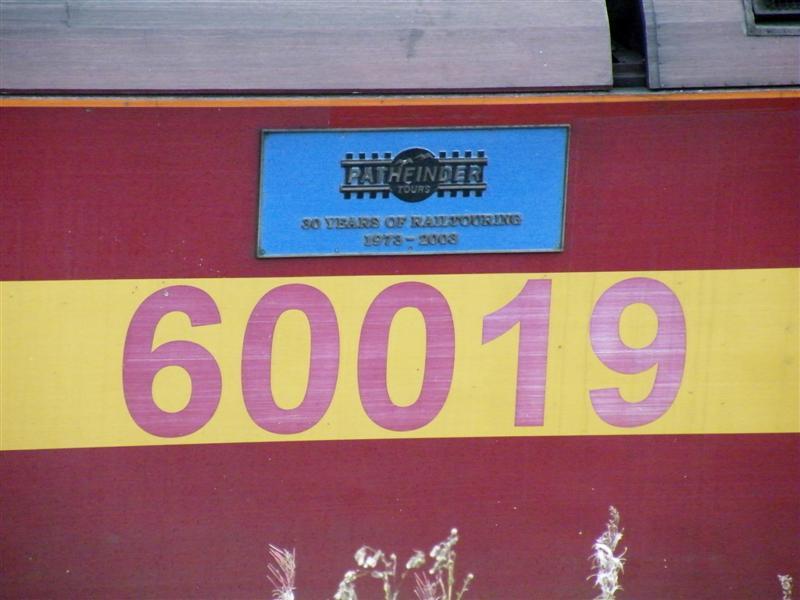 PATHFINDER
TOURS
30 YEARS OF RAILTOURING
1973 - 2003
60019